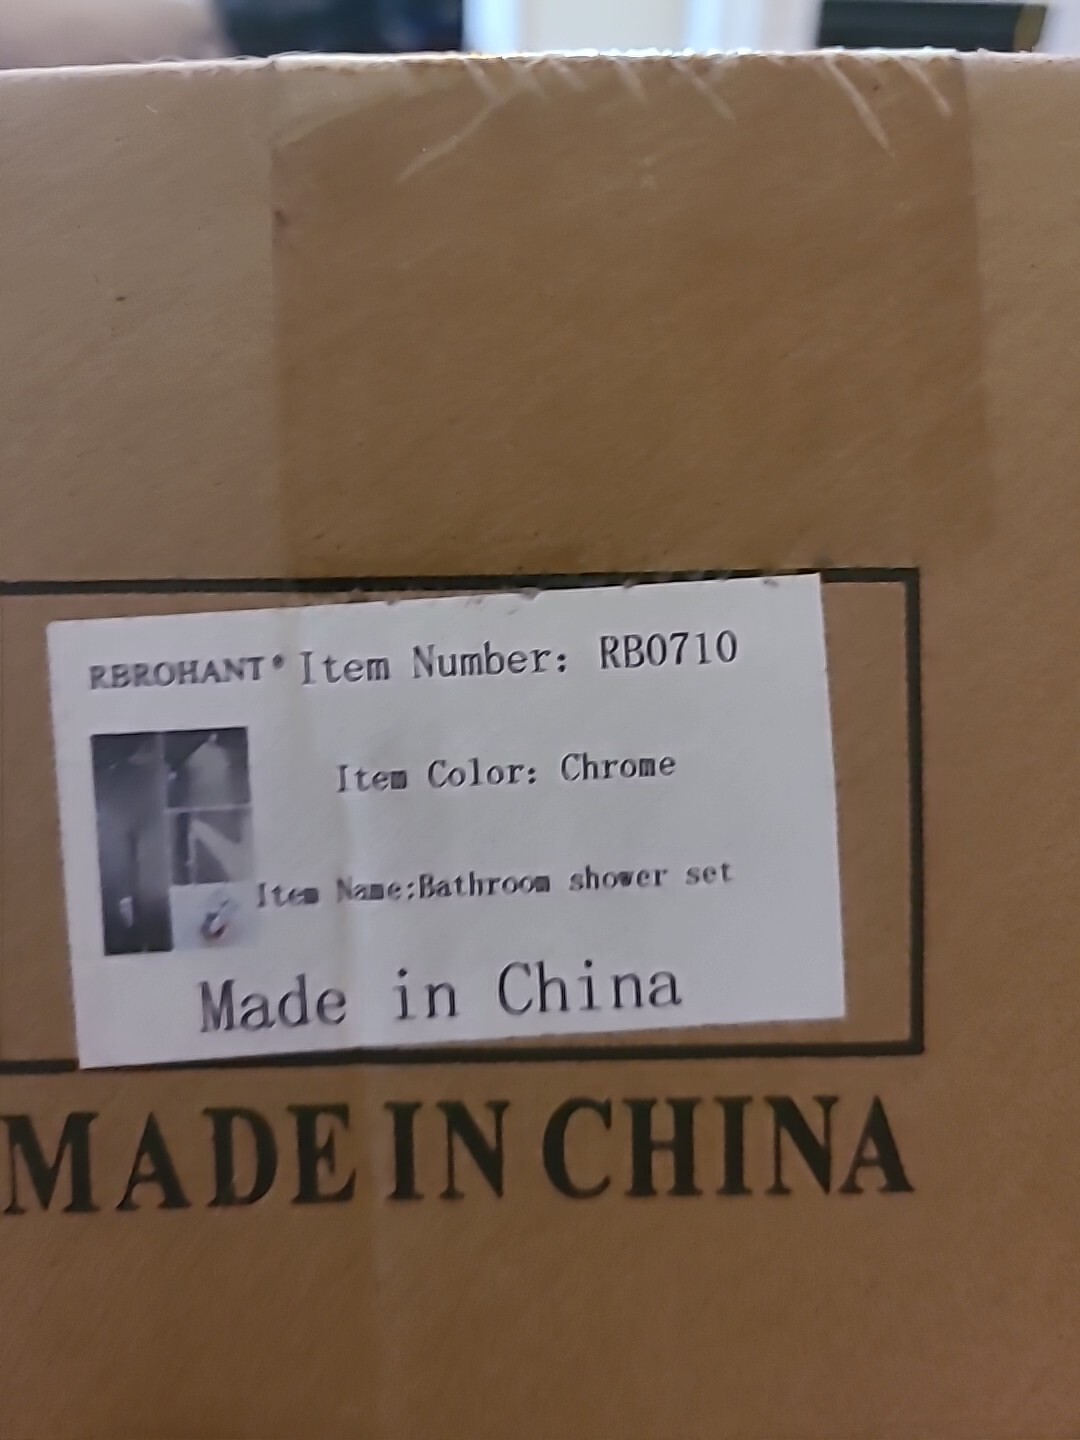 RBROHANT® Item Number: RB0710
Item Color: Chrome
Item Name:Bathroom shower set
Made in China
MADE IN CHINA